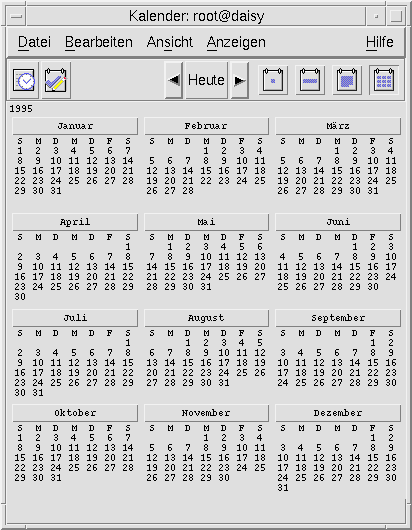 Kalender: root@daisy
Datei Bearbeiten Ansicht Anzeigen Hilfe
Heute
1995
Januar
S M D M D F S
1 2 3 4 5 6 7
8 9 10 11 12 13 14
15 16 17 18 19 20 21
22 23 24 25 26 27 28
29 30 31
Februar
S M D M D F S
1 2 3 4
5 6 7 8 9 10 11
12 13 14 15 16 17 18
19 20 21 22 23 24 25
26 27 28
März
S M D M D F S
1 2 3 4
5 6 7 8 9 10 11
12 13 14 15 16 17 18
19 20 21 22 23 24 25
26 27 28 29 30 31
April
S M D M D F S
1
2 3 4 5 6 7 8
9 10 11 12 13 14 15
16 17 18 19 20 21 22
23 24 25 26 27 28 29
30
Mai
S M D M D F S
1 2 3 4 5 6
7 8 9 10 11 12 13
14 15 16 17 18 19 20
21 22 23 24 25 26 27
28 29 30 31
Juni
S M D M D F S
1 2 3
4 5 6 7 8 9 10
11 12 13 14 15 16 17
18 19 20 21 22 23 24
25 26 27 28 29 30
Juli
S M D M D F S
1
2 3 4 5 6 7 8
9 10 11 12 13 14 15
16 17 18 19 20 21 22
23 24 25 26 27 28 29
30 31
August
S M D M D F S
1 2 3 4 5
6 7 8 9 10 11 12
13 14 15 16 17 18 19
20 21 22 23 24 25 26
27 28 29 30 31
September
S M D M D F S
1 2
3 4 5 6 7 8 9
10 11 12 13 14 15 16
17 18 19 20 21 22 23
24 25 26 27 28 29 30
Oktober
S M D M D F S
1 2 3 4 5 6 7
8 9 10 11 12 13 14
15 16 17 18 19 20 21
22 23 24 25 26 27 28
29 30 31
November
S M D M D F S
1 2 3 4
5 6 7 8 9 10 11
12 13 14 15 16 17 18
19 20 21 22 23 24 25
26 27 28 29 30
Dezember
S M D M D F S
1 2
3 4 5 6 7 8 9
10 11 12 13 14 15 16
17 18 19 20 21 22 23
24 25 26 27 28 29 30
31